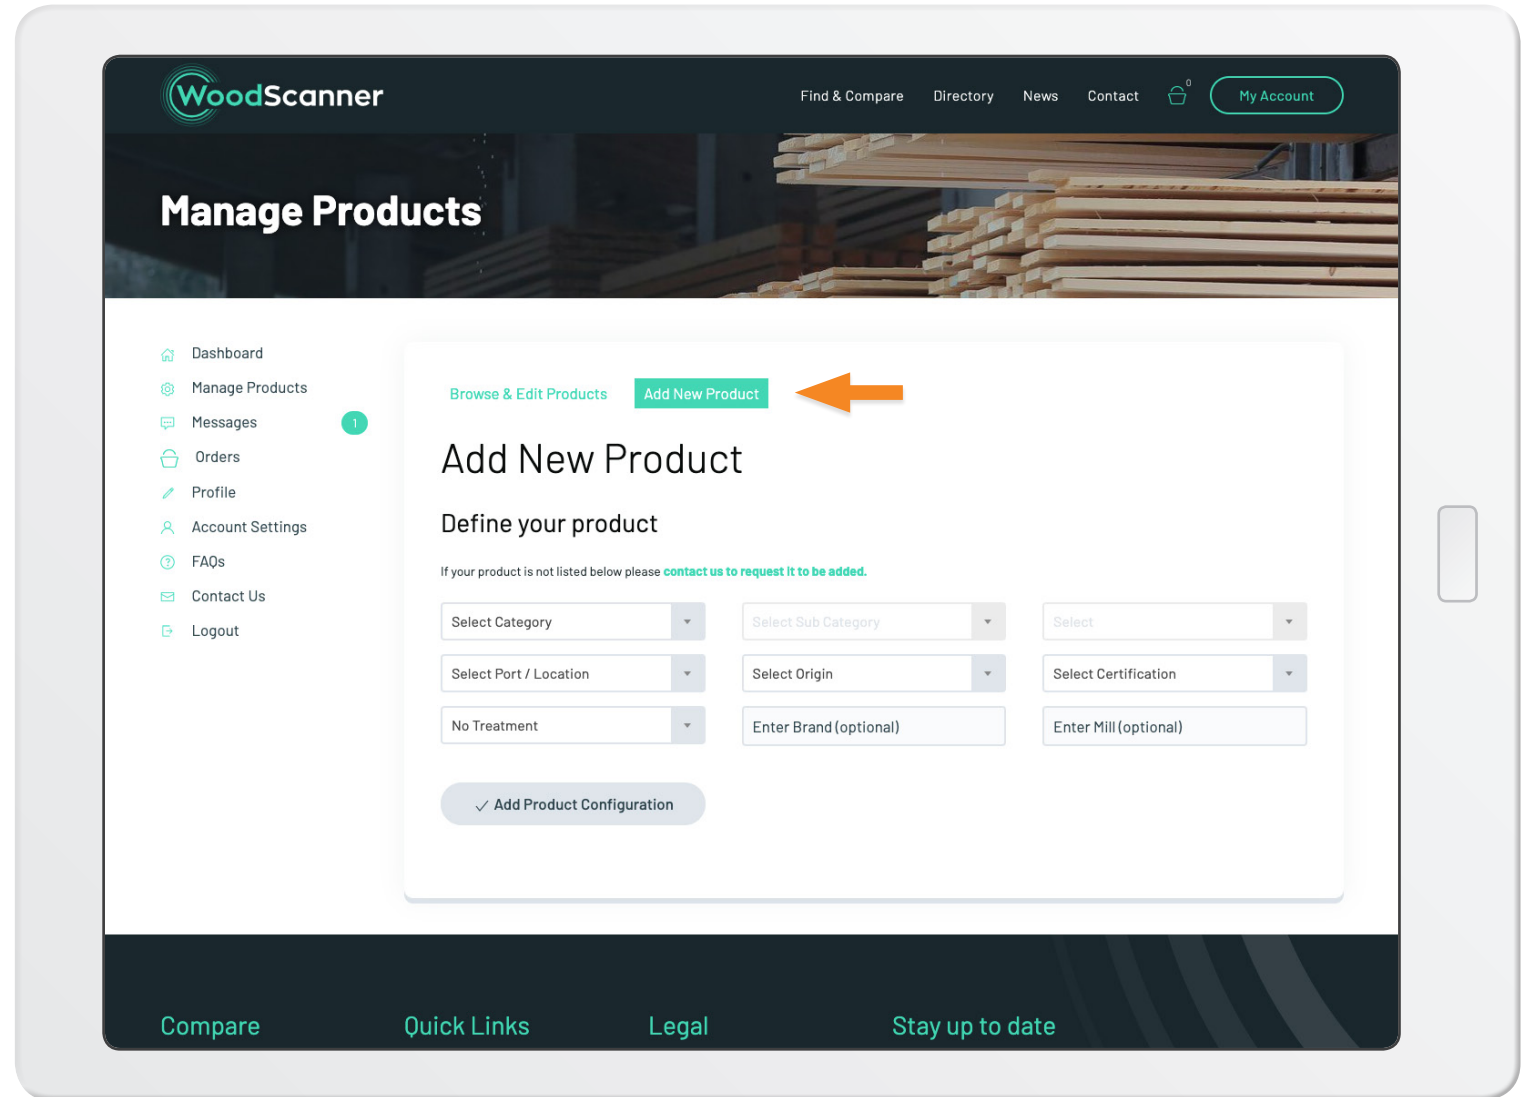 WoodScanner
Find & Compare Directory News Contact 0 My Account
Manage Products
Dashboard
Manage Products
Messages 1
Orders
Profile
Account Settings
FAQs
Contact Us
Logout
Browse & Edit Products Add New Product
Add New Product
Define your product
If your product is not listed below please contact us to request it to be added.
Select Category Select Sub Category Select
Select Port / Location Select Origin Select Certification
No Treatment Enter Brand (optional) Enter Mill (optional)
Add Product Configuration
Compare Quick Links Legal Stay up to date